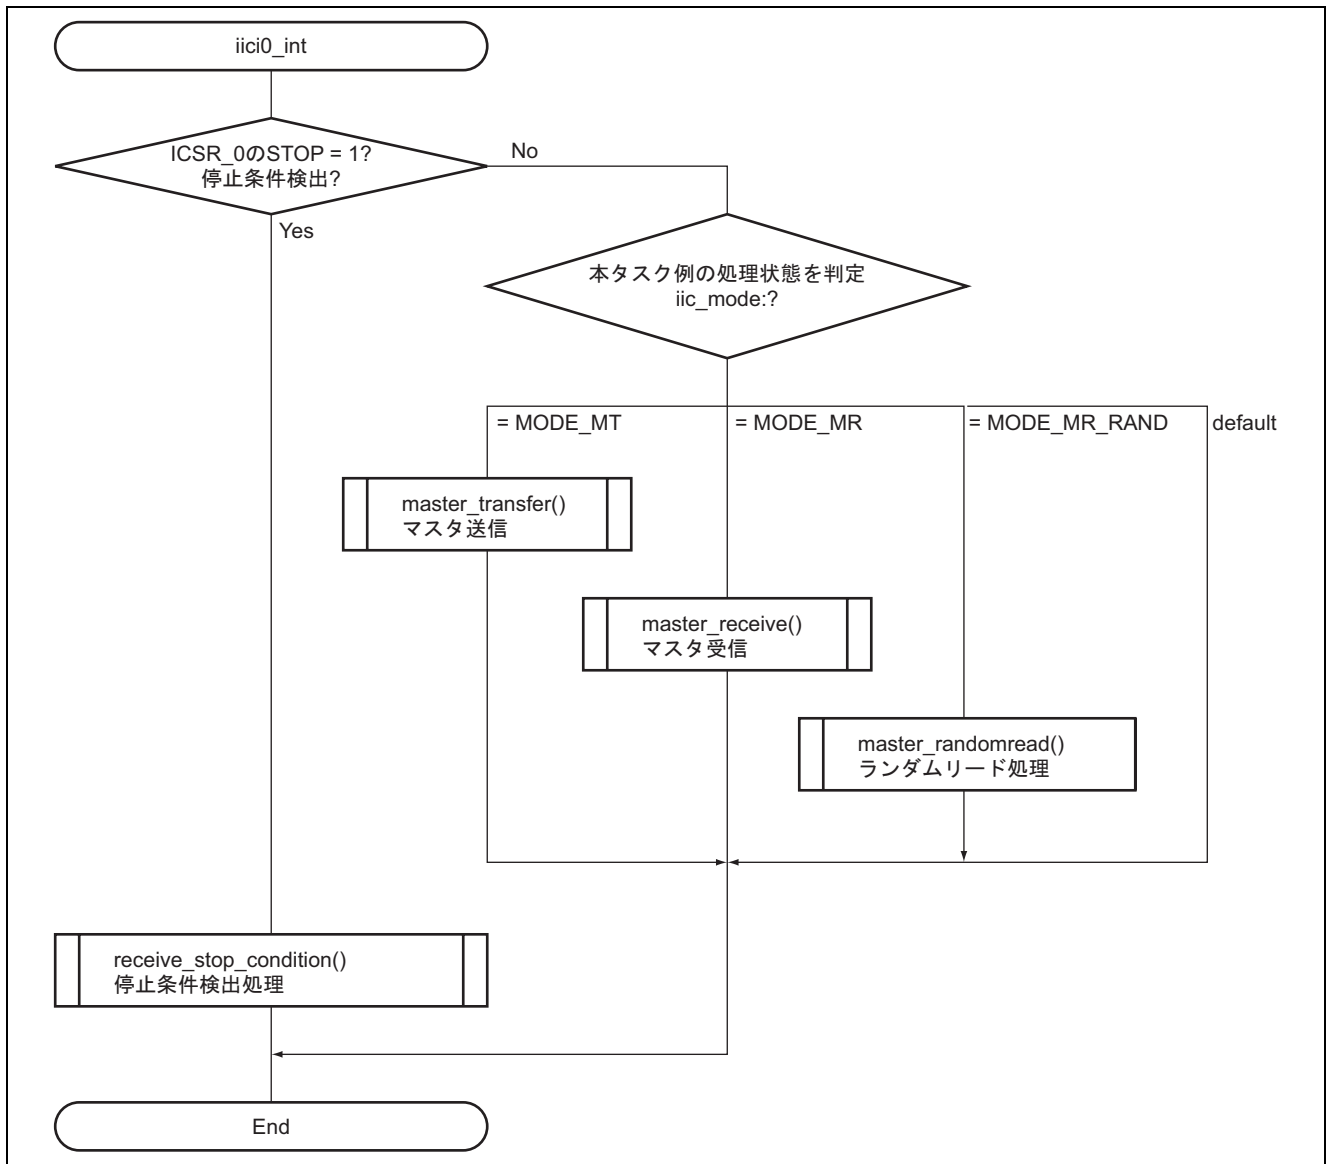 iici0_int
ICSR_0のSTOP = 1?
停止条件検出?
No
Yes
本タスク例の処理状態を判定
iic_mode:?
= MODE_MT
= MODE_MR
= MODE_MR_RAND
default
master_transfer()
マスタ送信
master_receive()
マスタ受信
master_randomread()
ランダムリード処理
receive_stop_condition()
停止条件検出処理
End